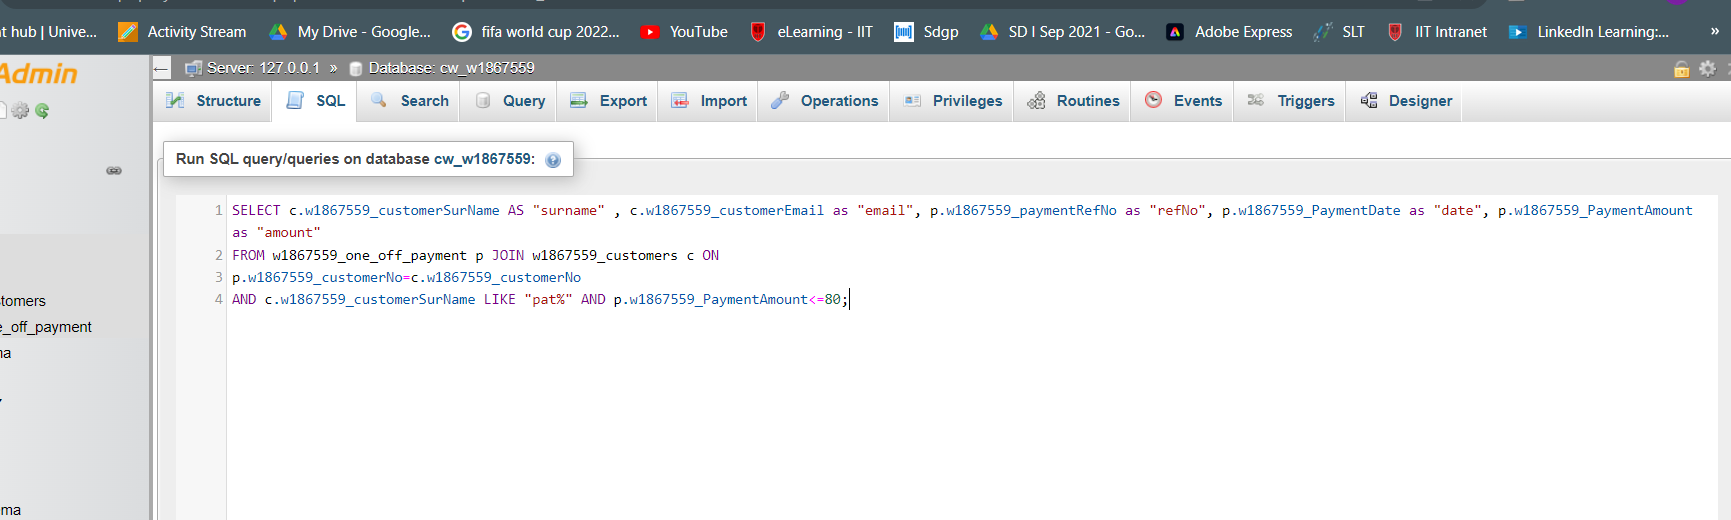 t hub | Unive...
Activity Stream
My Drive - Google...
fifa world cup 2022...
YouTube
eLearning - IIT
Sdgp
SD I Sep 2021 - Go...
Adobe Express
SLT
IIT Intranet
LinkedIn Learning:...
»
Admin
Server: 127.0.0.1 » Database: cw_w1867559
Structure
SQL
Search
Query
Export
Import
Operations
Privileges
Routines
Events
Triggers
Designer
Run SQL query/queries on database cw_w1867559:
1 SELECT c.w1867559_customerSurName AS "surname" , c.w1867559_customerEmail as "email", p.w1867559_paymentRefNo as "refNo", p.w1867559_PaymentDate as "date", p.w1867559_PaymentAmount
as "amount"
2 FROM w1867559_one_off_payment p JOIN w1867559_customers c ON
3 p.w1867559_customerNo=c.w1867559_customerNo
4 AND c.w1867559_customerSurName LIKE "pat%" AND p.w1867559_PaymentAmount<=80;
tomers
e_off_payment
na
ma